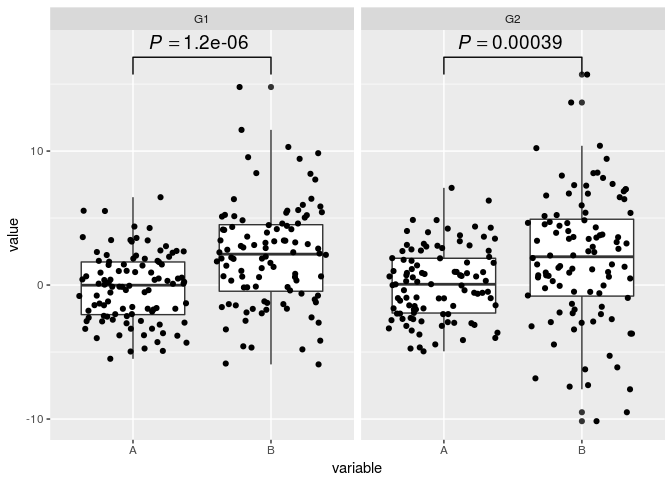 G1 G2
P = 1.2e-06 P = 0.00039
value
10
0
-10
A B A B
variable